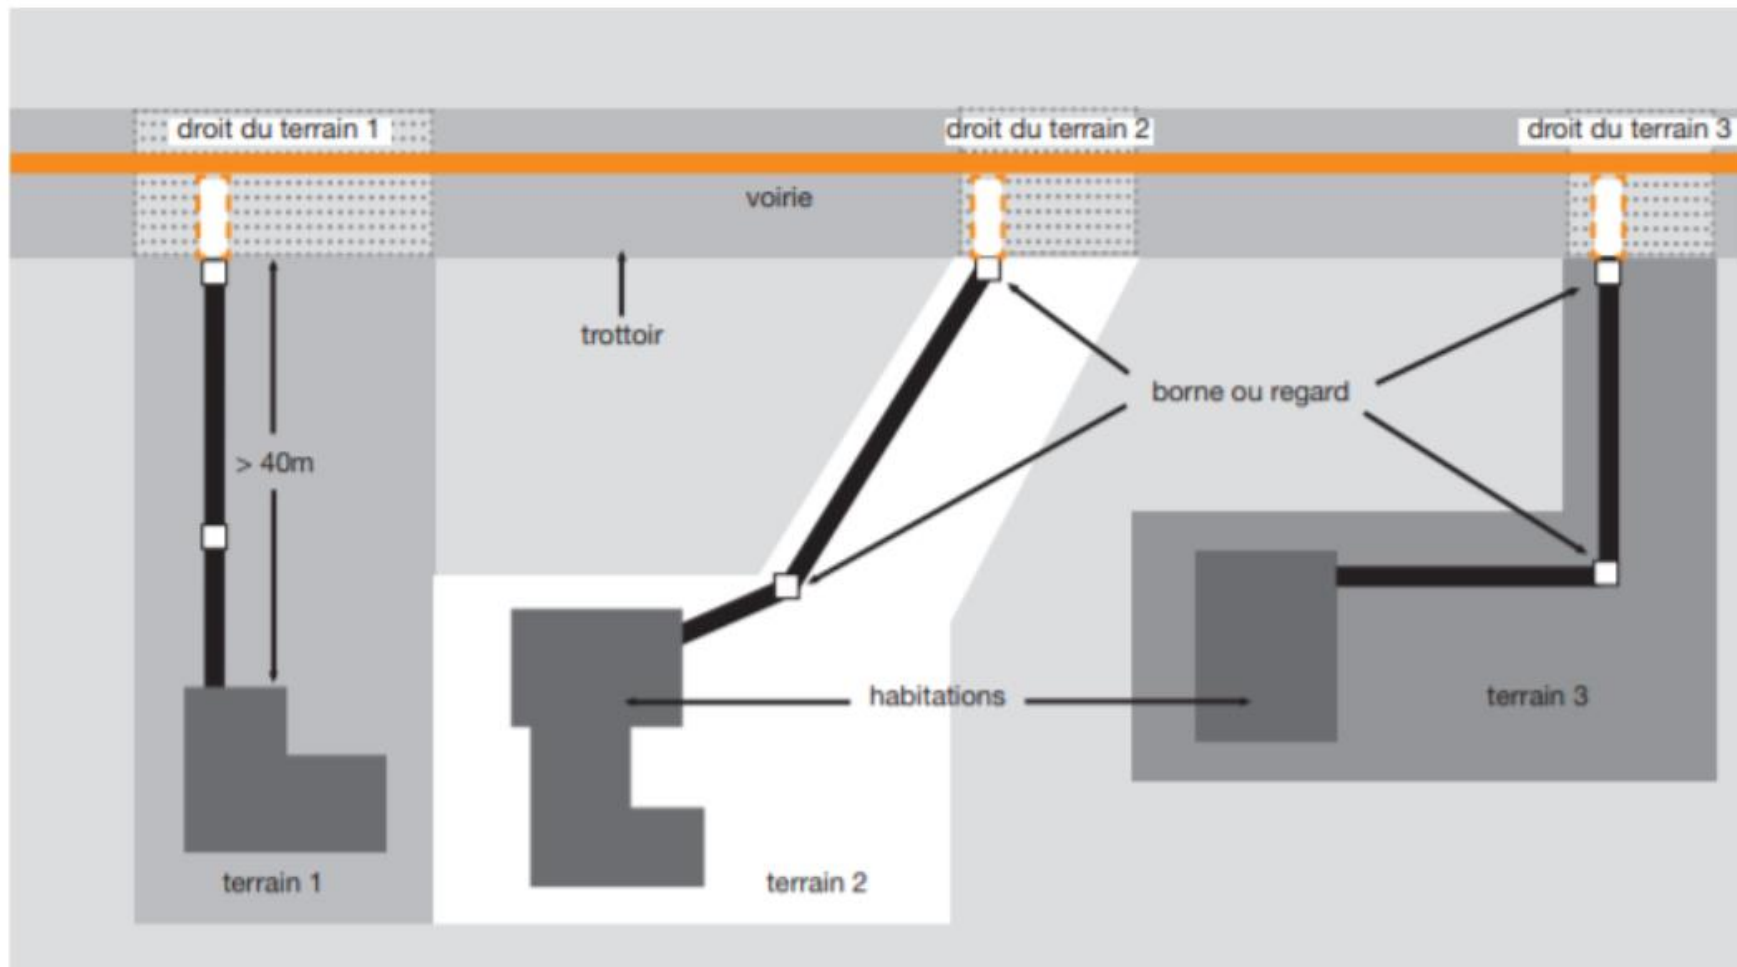 droit du terrain 1
droit du terrain 2
droit du terrain 3
voirie
trottoir
borne ou regard
> 40m
habitations
terrain 3
terrain 1
terrain 2